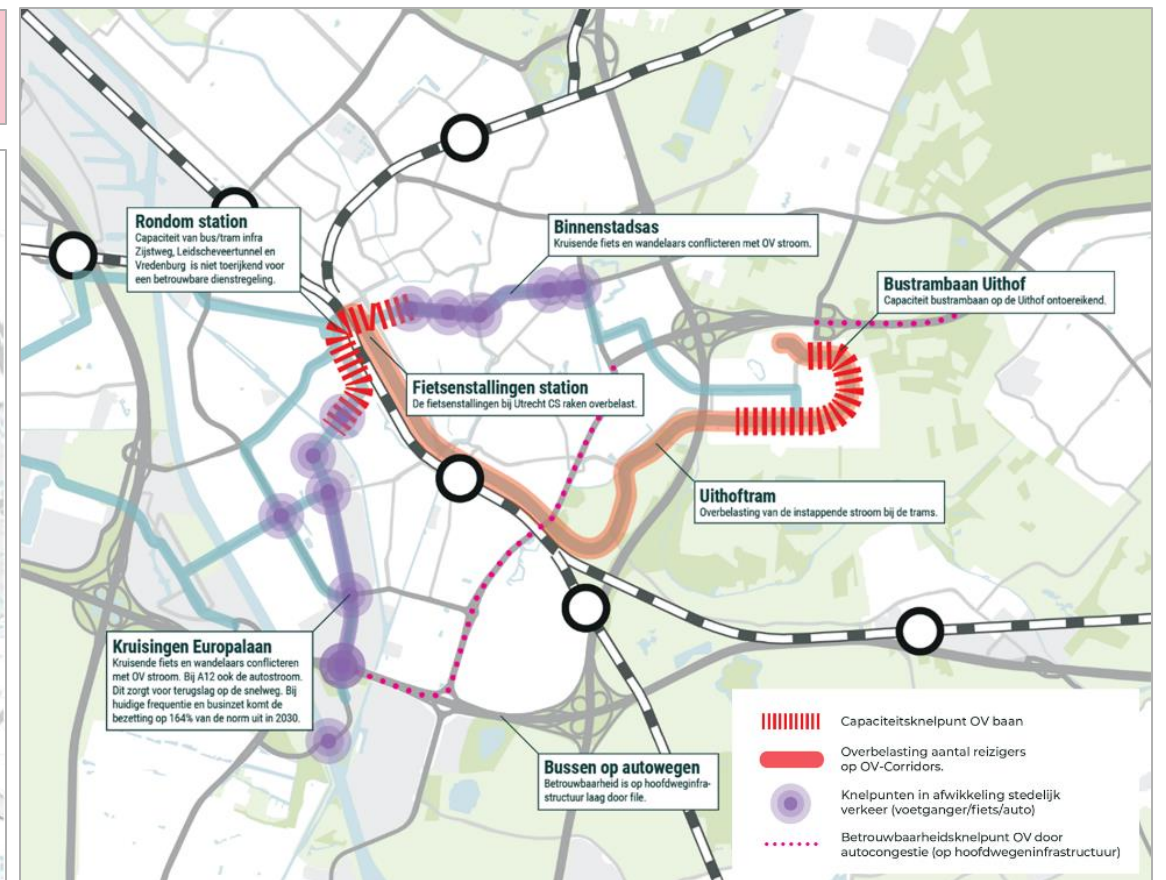 Rondom station
Capaciteit van bus/tram infra
Zijstweg, Leidscheveertunnel en
Vredenburg is niet toerijkend voor
een betrouwbare dienstregeling.
Binnenstadsas
Kruisende fiets en wandelaars conflicteren met OV stroom.
Bustrambaan Uithof
Capaciteit bustrambaan op de Uithof ontoereikend.
Fietsenstallingen station
De fietsenstallingen bij Utrecht CS raken overbelast.
Uithoftram
Overbelasting van de instappende stroom bij de trams.
Kruisingen Europalaan
Kruisende fiets en wandelaars conflicteren
met OV stroom. Bij A12 ook de autostroom.
Dit zorgt voor terugslag op de snelweg. Bij
huidige frequentie en businzet komt de
bezetting op 164% van de norm uit in 2030.
Bussen op autowegen
Betrouwbaarheid is op hoofdweginfra-
structuur laag door file.
Capaciteitsknelpunt OV baan
Overbelasting aantal reizigers
op OV-Corridors.
Knelpunten in afwikkeling stedelijk
verkeer (voetganger/fiets/auto)
Betrouwbaarheidsknelpunt OV door
autocongestie (op hoofdwegeninfrastructuur)